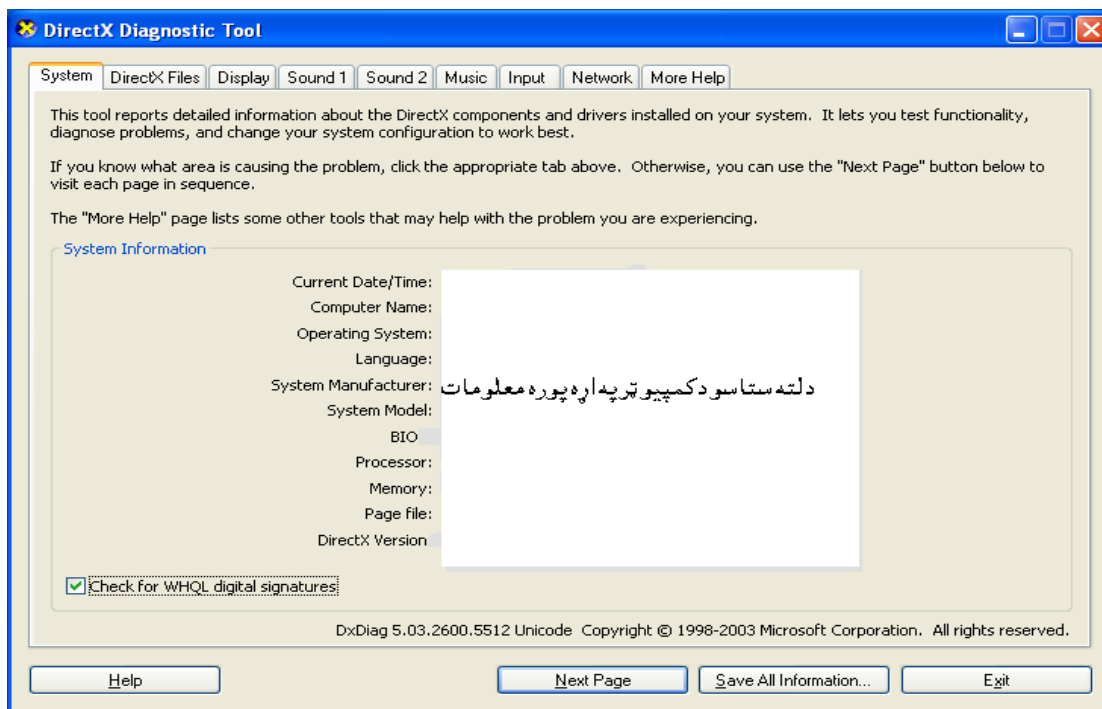 DirectX Diagnostic Tool
System DirectX Files Display Sound 1 Sound 2 Music Input Network More Help
This tool reports detailed information about the DirectX components and drivers installed on your system. It lets you test functionality,
diagnose problems, and change your system configuration to work best.
If you know what area is causing the problem, click the appropriate tab above. Otherwise, you can use the "Next Page" button below to
visit each page in sequence.
The "More Help" page lists some other tools that may help with the problem you are experiencing.
System Information
Current Date/Time:
Computer Name:
Operating System:
Language:
System Manufacturer:
دلته ستاسو د کمپیوټر په اړه پوره معلومات
System Model:
BIO
Processor:
Memory:
Page file:
DirectX Version
Check for WHQL digital signatures
DxDiag 5.03.2600.5512 Unicode Copyright © 1998-2003 Microsoft Corporation. All rights reserved.
Help Next Page Save All Information... Exit